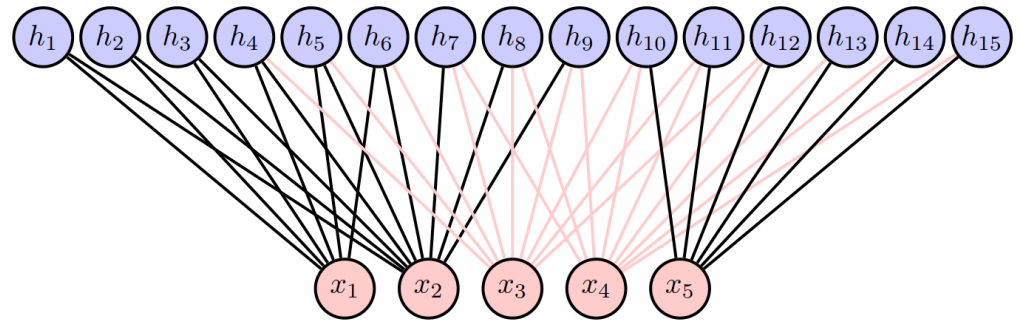 h₁ h₂ h₃ h₄ h₅ h₆ h₇ h₈ h₉ h₁₀ h₁₁ h₁₂ h₁₃ h₁₄ h₁₅
x₁ x₂ x₃ x₄ x₅